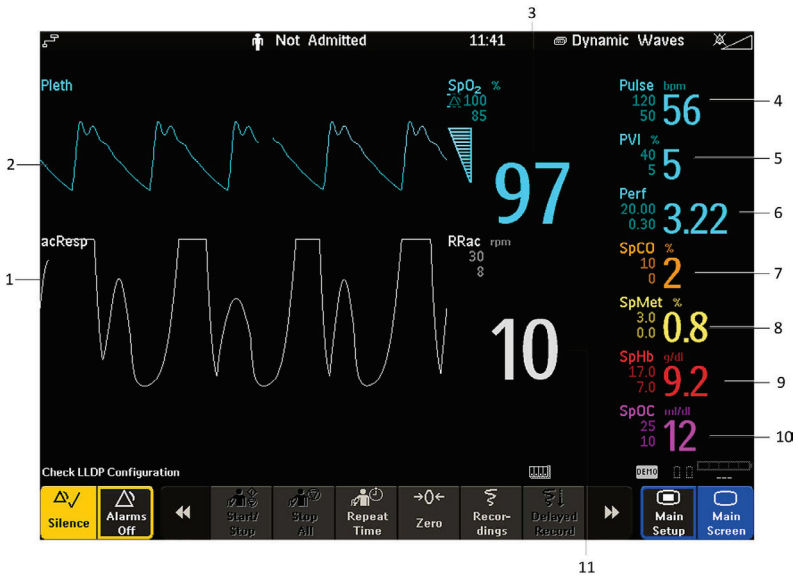 3
Not Admitted 11:41 Dynamic Waves
Pleth
SpO₂ %
100
85
97
Pulse bpm
120
50
56
4
PVI %
40
5
5
5
2
Perf
20.00
0.30
3.22
6
acResp
RRac rpm
30
8
10
SpCO %
10
0
2
7
1
SpMet %
3.0
0.0
0.8
8
SpHb g/dl
17.0
7.0
9.2
9
SpOC ml/dl
25
10
12
10
Check LLDP Configuration
DEMO
---
Silence
Alarms
Off
Start/
Stop
Stop
All
Repeat
Time
→0←
Zero
Recor-
dings
Delayed
Record
Main
Setup
Main
Screen
11